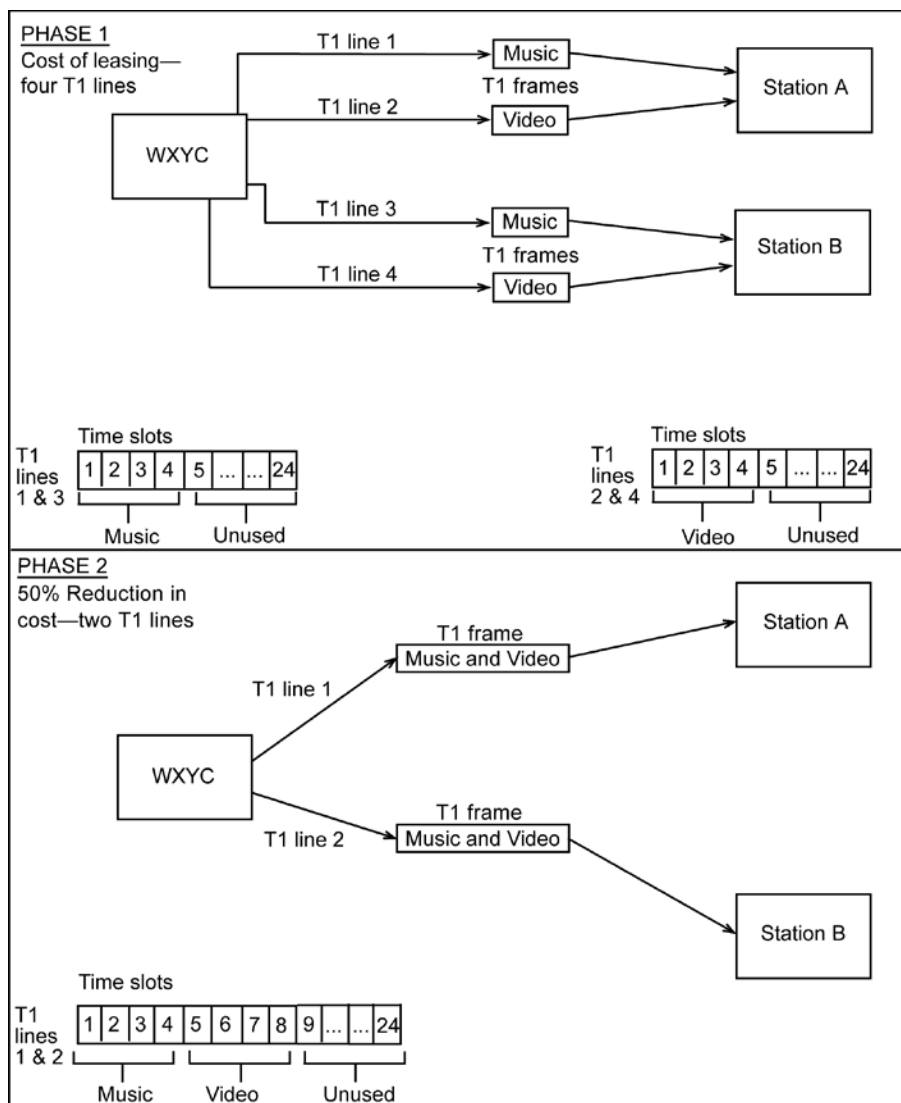 PHASE 1
Cost of leasing—
four T1 lines
T1 line 1
Music
T1 frames
T1 line 2
Video
Station A
WXYC
T1 line 3
Music
T1 frames
T1 line 4
Video
Station B
Time slots
T1
lines
1 & 3
1 2 3 4 5 ... ... 24
Music Unused
Time slots
T1
lines
2 & 4
1 2 3 4 5 ... ... 24
Video Unused
PHASE 2
50% Reduction in
cost—two T1 lines
Station A
T1 frame
Music and Video
T1 line 1
WXYC
T1 frame
Music and Video
T1 line 2
Station B
Time slots
T1
lines
1 & 2
1 2 3 4 5 6 7 8 9 ... ... 24
Music Video Unused